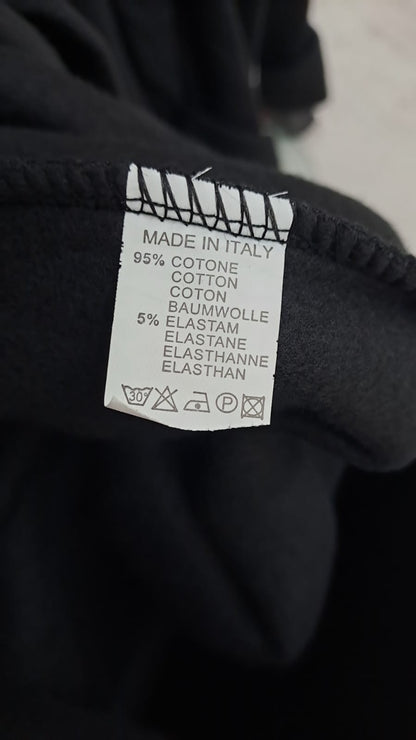 MADE IN ITALY
95% COTONE
COTTON
COTON
BAUMWOLLE
5% ELASTAM
ELASTANE
ELASTHANNE
ELASTHAN
30° P